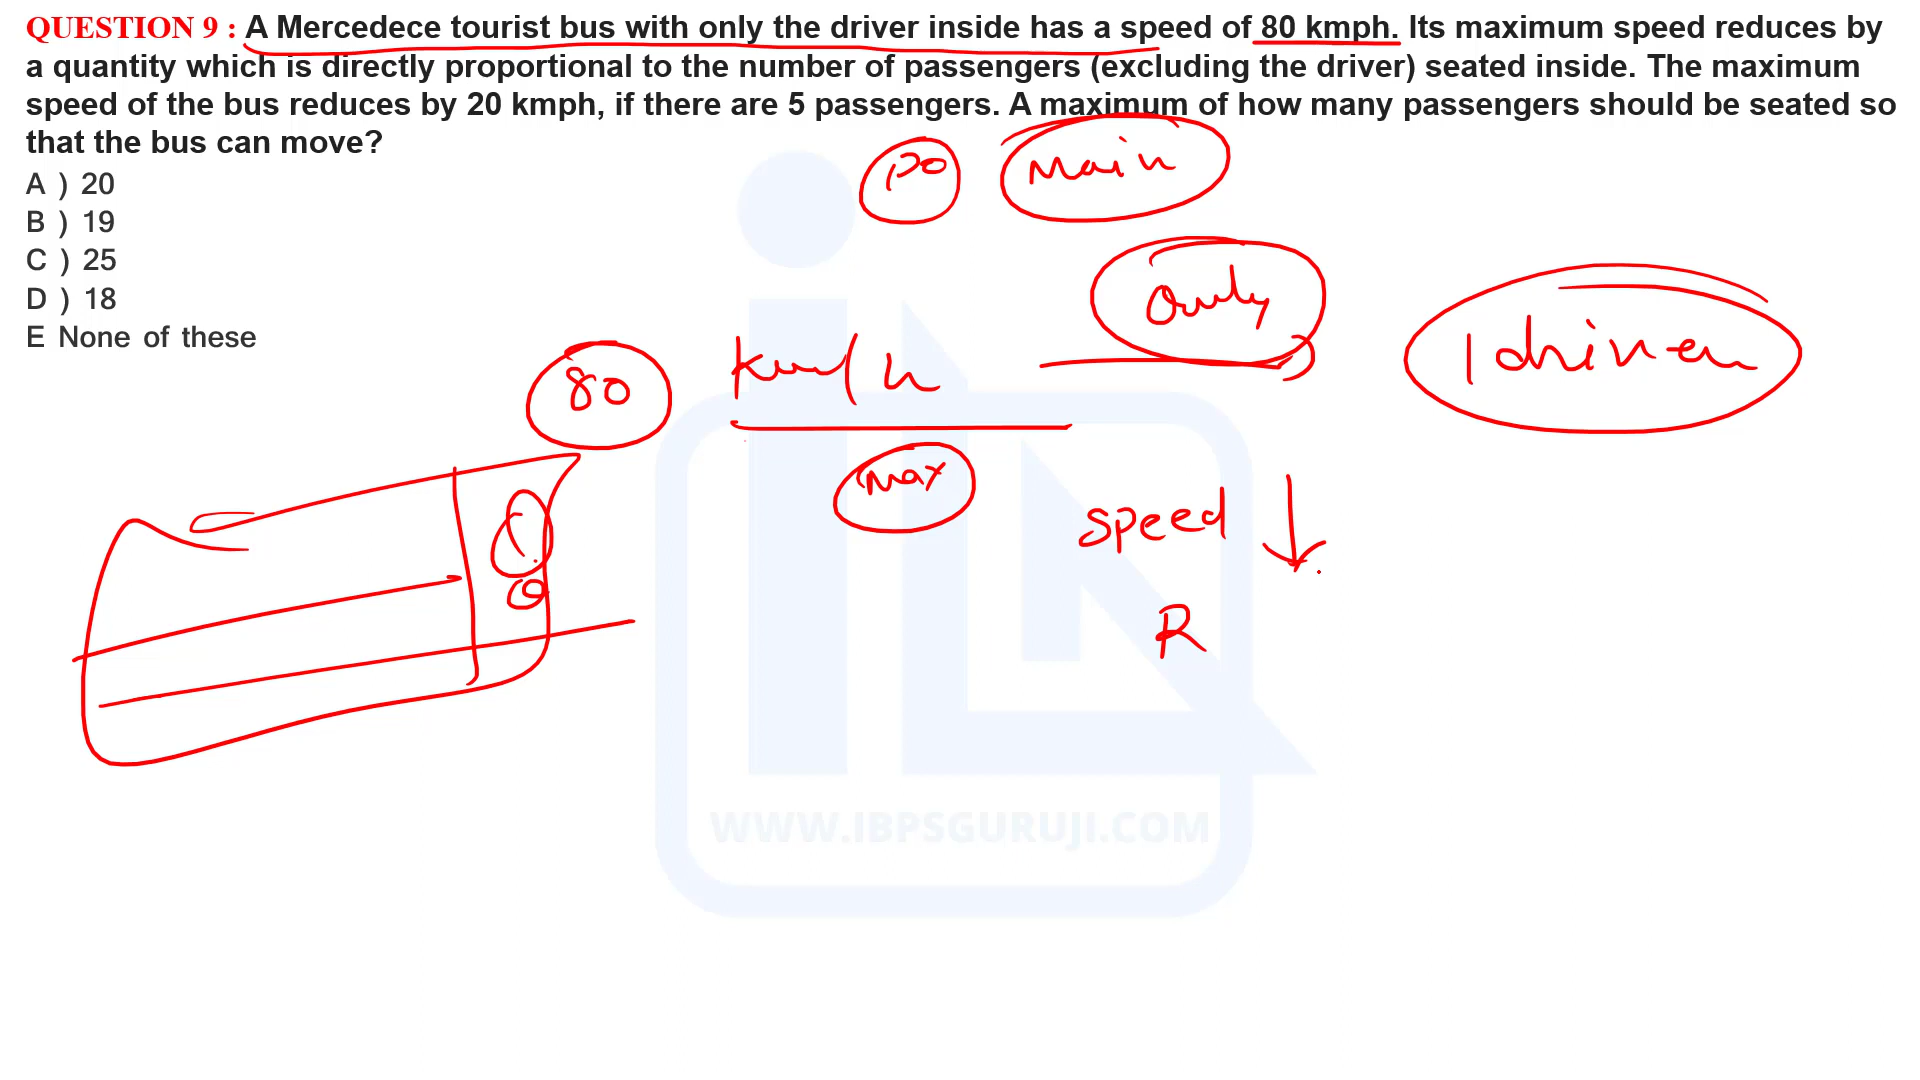 QUESTION 9 : A Mercedece tourist bus with only the driver inside has a speed of 80 kmph. Its maximum speed reduces by
a quantity which is directly proportional to the number of passengers (excluding the driver) seated inside. The maximum
speed of the bus reduces by 20 kmph, if there are 5 passengers. A maximum of how many passengers should be seated so
that the bus can move?
A ) 20
B ) 19
C ) 25
D ) 18
E None of these
PO Main
Only
80 km/h 1 driver
max
speed
R
WWW.IBPSGURUJI.COM